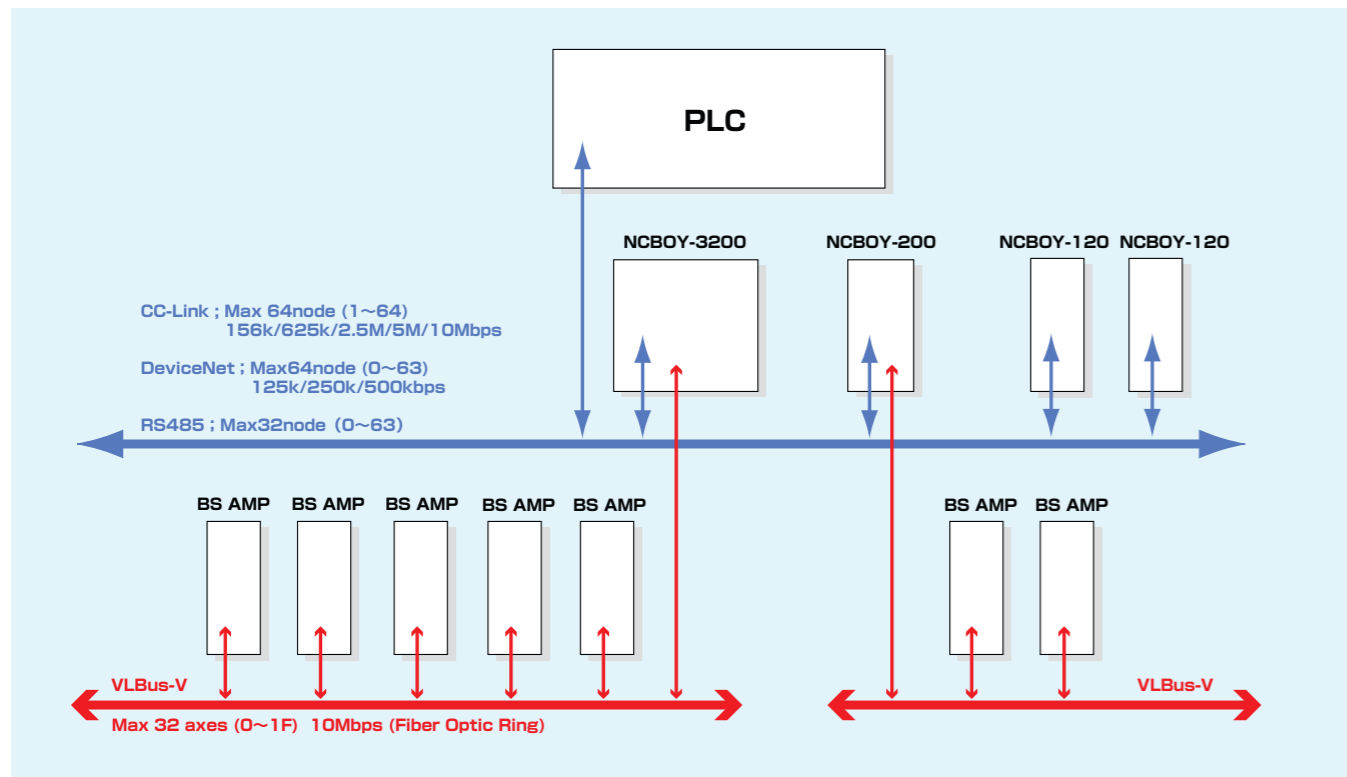 PLC
NCBOY-3200
NCBOY-200
NCBOY-120
NCBOY-120
CC-Link ; Max 64node (1〜64)
156k/625k/2.5M/5M/10Mbps
DeviceNet ; Max64node (0〜63)
125k/250k/500kbps
RS485 ; Max32node (0〜63)
BS AMP
BS AMP
BS AMP
BS AMP
BS AMP
BS AMP
BS AMP
VLBus-V
VLBus-V
Max 32 axes (0〜1F) 10Mbps (Fiber Optic Ring)